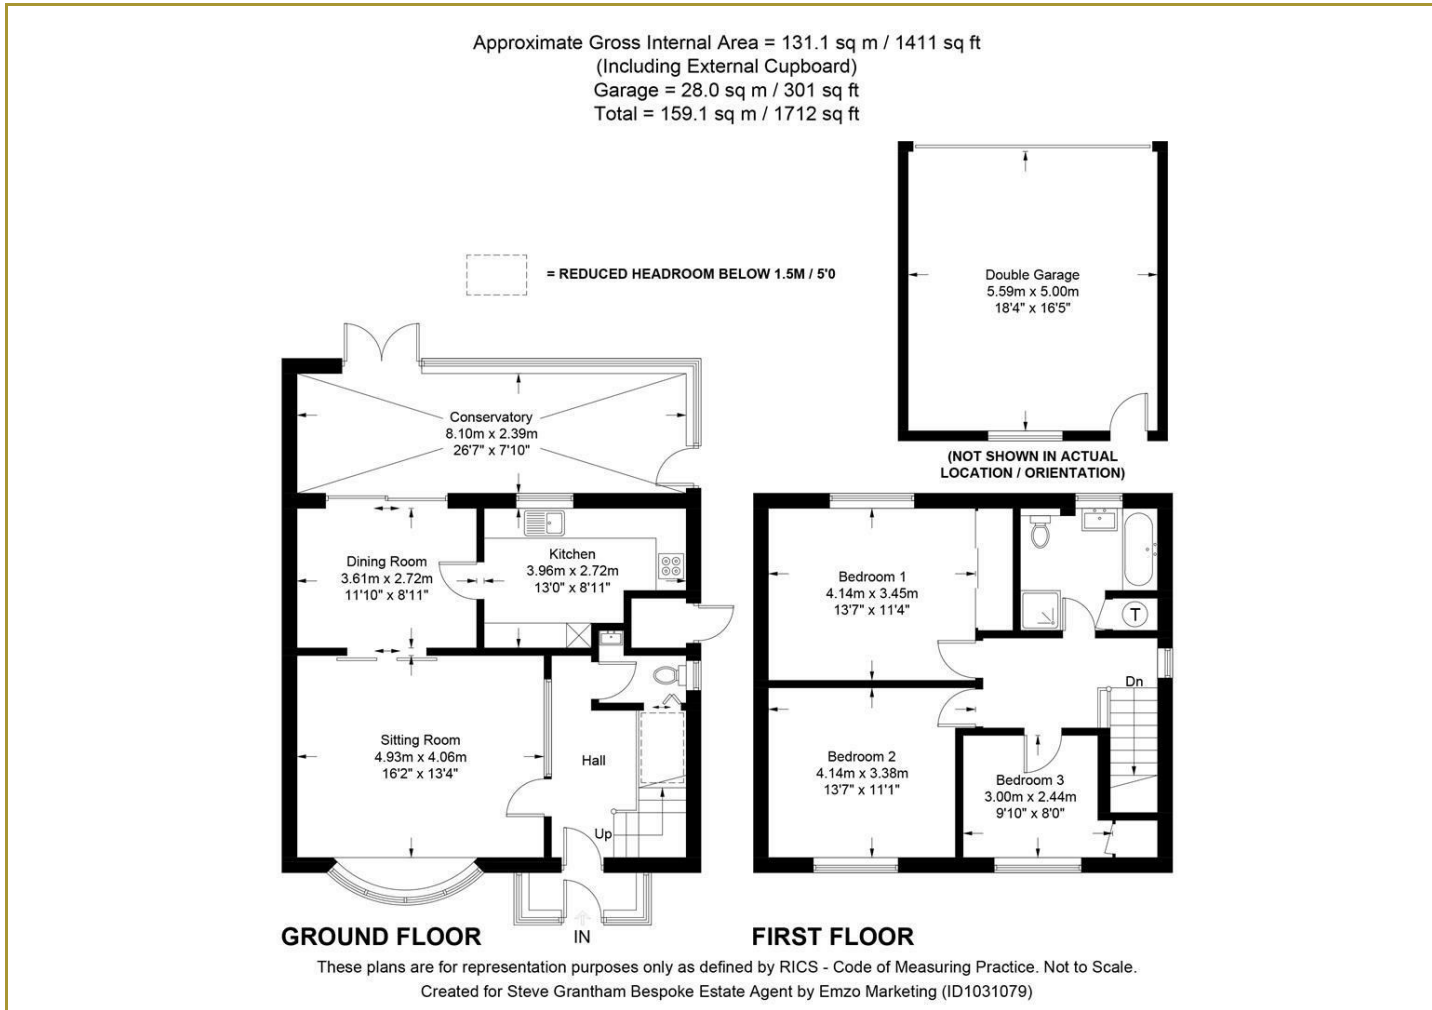 Approximate Gross Internal Area = 131.1 sq m / 1411 sq ft
(Including External Cupboard)
Garage = 28.0 sq m / 301 sq ft
Total = 159.1 sq m / 1712 sq ft
= REDUCED HEADROOM BELOW 1.5M / 5'0
Double Garage
5.59m x 5.00m
18'4" x 16'5"
(NOT SHOWN IN ACTUAL
LOCATION / ORIENTATION)
Conservatory
8.10m x 2.39m
26'7" x 7'10"
Dining Room
3.61m x 2.72m
11'10" x 8'11"
Kitchen
3.96m x 2.72m
13'0" x 8'11"
Sitting Room
4.93m x 4.06m
16'2" x 13'4"
Hall
Up
IN
GROUND FLOOR
Bedroom 1
4.14m x 3.45m
13'7" x 11'4"
T
Dn
Bedroom 2
4.14m x 3.38m
13'7" x 11'1"
Bedroom 3
3.00m x 2.44m
9'10" x 8'0"
FIRST FLOOR
These plans are for representation purposes only as defined by RICS - Code of Measuring Practice. Not to Scale.
Created for Steve Grantham Bespoke Estate Agent by Emzo Marketing (ID1031079)